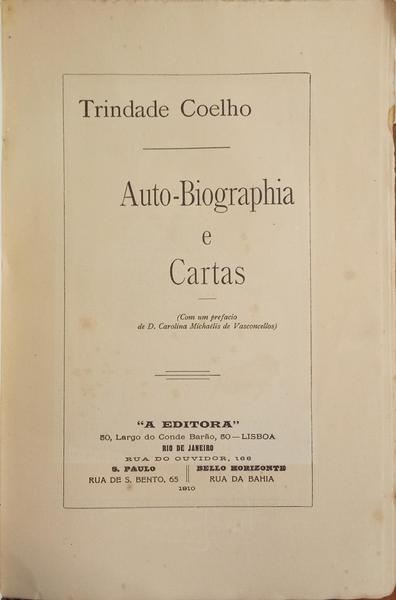 Trindade Coelho
Auto-Biographia
e
Cartas
(Com um prefacio
de D. Carolina Michaëlis de Vasconcellos)
"A EDITORA"
50, Largo do Conde Barão, 50—LISBOA
RIO DE JANEIRO
RUA DO OUVIDOR, 166
S. PAULO || BELLO HORIZONTE
RUA DE S. BENTO, 65 || RUA DA BAHIA
1910